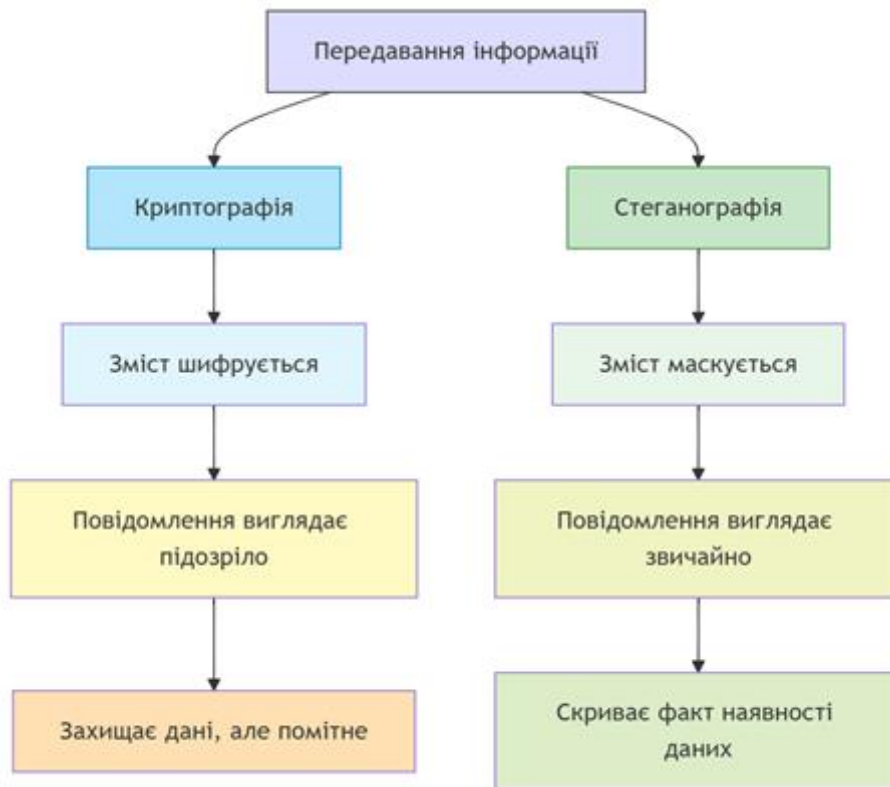 Передавання інформації
Криптографія
Стеганографія
Зміст шифрується
Зміст маскується
Повідомлення виглядає
підозріло
Повідомлення виглядає
звичайно
Захищає дані, але помітне
Скриває факт наявності
даних